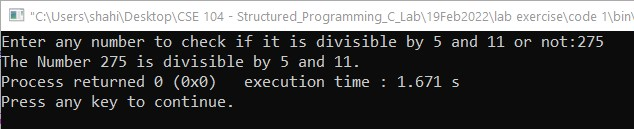 "C:\Users\shahi\Desktop\CSE 104 - Structured_Programming_C_Lab\19Feb2022\lab exercise\code 1\bin\
Enter any number to check if it is divisible by 5 and 11 or not:275
The Number 275 is divisible by 5 and 11.
Process returned 0 (0x0)   execution time : 1.671 s
Press any key to continue.